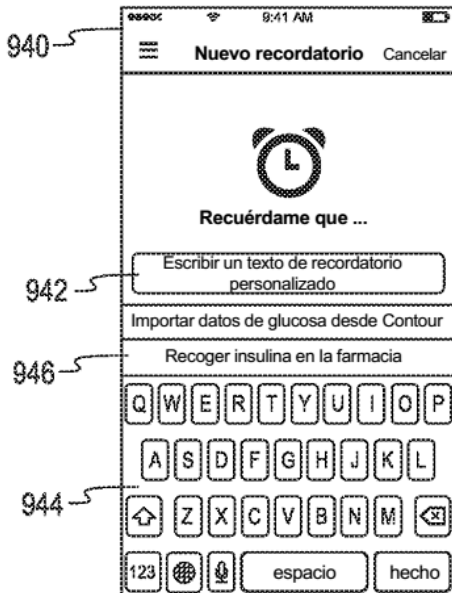 9:41 AM
940
Nuevo recordatorio Cancelar
Recuérdame que ...
Escribir un texto de recordatorio
personalizado
942
Importar datos de glucosa desde Contour
Recoger insulina en la farmacia
946
Q W E R T Y U I O P
A S D F G H J K L
944
Z X C V B N M
123 espacio hecho